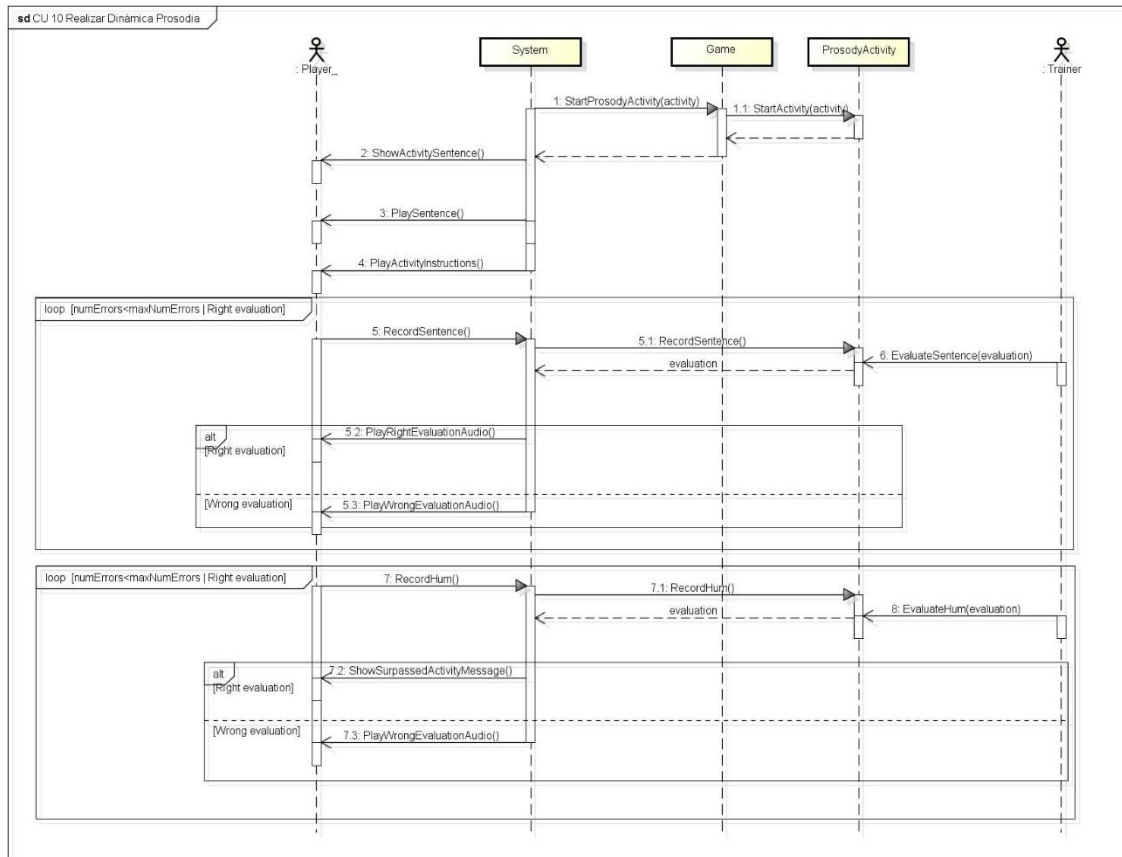 sd CU 10 Realizar Dinámica Prosodia
: Player_
System
Game
ProsodyActivity
: Trainer
1: StartProsodyActivity(activity)
1.1: StartActivity(activity)
2: ShowActivitySentence()
3: PlaySentence()
4: PlayActivityInstructions()
loop [numErrors<maxNumErrors | Right evaluation]
5: RecordSentence()
5.1: RecordSentence()
6: EvaluateSentence(evaluation)
evaluation
alt
5.2: PlayRightEvaluationAudio()
[Right evaluation]
[Wrong evaluation]
5.3: PlayWrongEvaluationAudio()
loop [numErrors<maxNumErrors | Right evaluation]
7: RecordHum()
7.1: RecordHum()
evaluation
8: EvaluateHum(evaluation)
alt
7.2: ShowSurpassedActivityMessage()
[Right evaluation]
[Wrong evaluation]
7.3: PlayWrongEvaluationAudio()